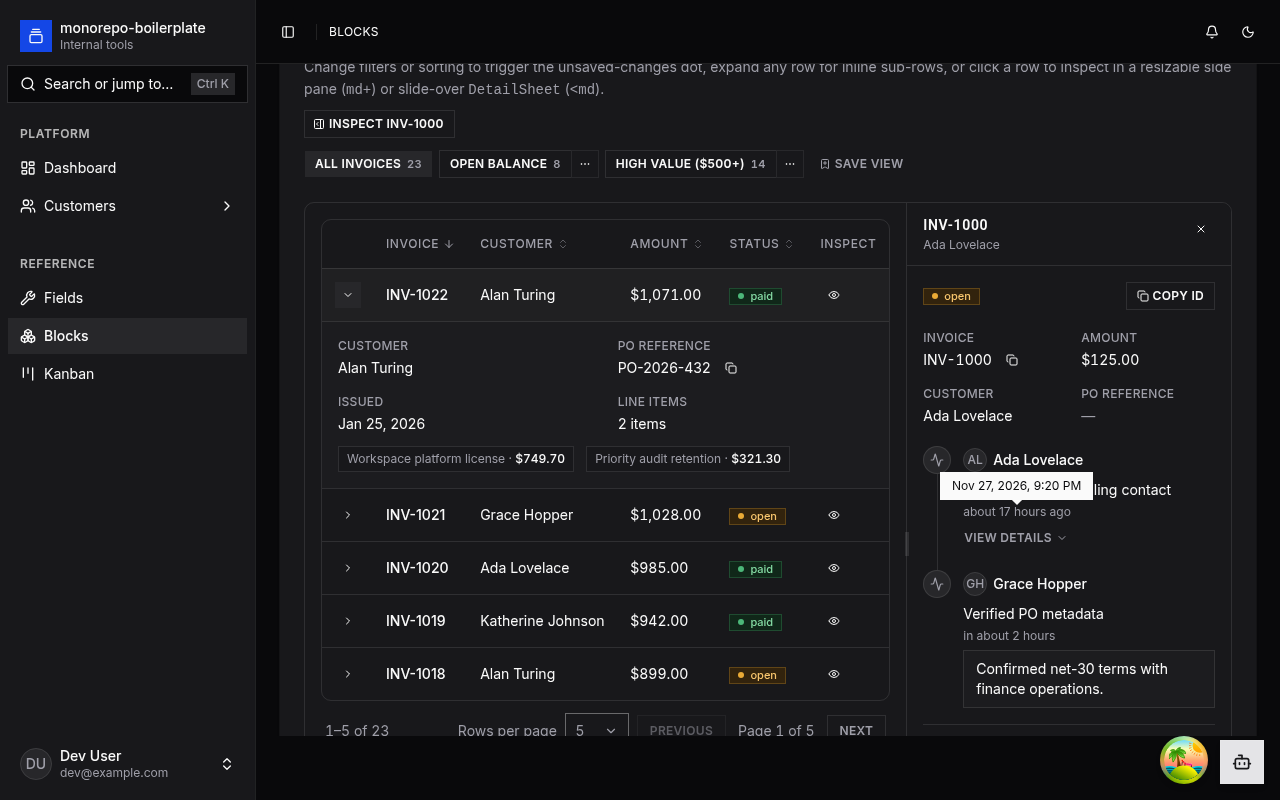 monorepo-boilerplate
Internal tools
Search or jump to... Ctrl K
PLATFORM
Dashboard
Customers
REFERENCE
Fields
Blocks
Kanban
DU Dev User
dev@example.com
BLOCKS
Change filters or sorting to trigger the unsaved-changes dot, expand any row for inline sub-rows, or click a row to inspect in a resizable side
pane (md+) or slide-over DetailSheet (<md).
INSPECT INV-1000
ALL INVOICES 23 OPEN BALANCE 8 ... HIGH VALUE ($500+) 14 ... SAVE VIEW
INVOICE CUSTOMER AMOUNT STATUS INSPECT
INV-1022 Alan Turing $1,071.00 paid
CUSTOMER PO REFERENCE
Alan Turing PO-2026-432
ISSUED LINE ITEMS
Jan 25, 2026 2 items
Workspace platform license · $749.70 Priority audit retention · $321.30
INV-1021 Grace Hopper $1,028.00 open
INV-1020 Ada Lovelace $985.00 paid
INV-1019 Katherine Johnson $942.00 paid
INV-1018 Alan Turing $899.00 open
1–5 of 23 Rows per page 5 PREVIOUS Page 1 of 5 NEXT
INV-1000
Ada Lovelace
open COPY ID
INVOICE AMOUNT
INV-1000 $125.00
CUSTOMER PO REFERENCE
Ada Lovelace —
AL Ada Lovelace
Nov 27, 2026, 9:20 PM
lling contact
about 17 hours ago
VIEW DETAILS
GH Grace Hopper
Verified PO metadata
in about 2 hours
Confirmed net-30 terms with
finance operations.